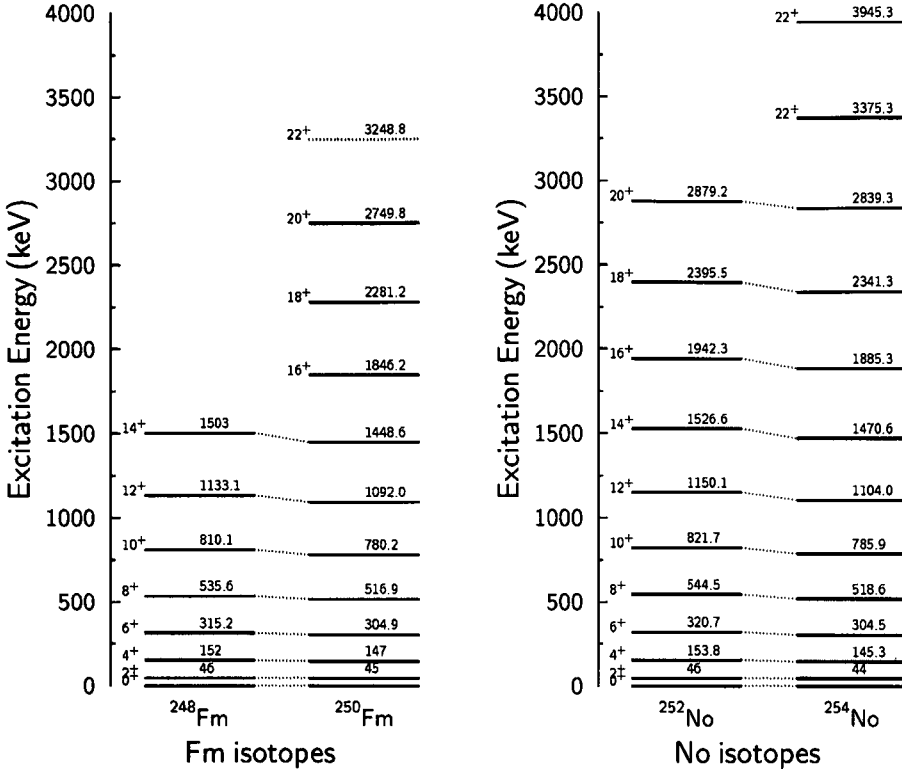 Excitation Energy (keV)
4000
3500
3000
2500
2000
1500
1000
500
0
22⁺ 3248.8
20⁺ 2749.8
18⁺ 2281.2
16⁺ 1846.2
14⁺ 1503 1448.6
12⁺ 1133.1 1092.0
10⁺ 810.1 780.2
8⁺ 535.6 516.9
6⁺ 315.2 304.9
4⁺ 152 147
2⁺ 46 45
0⁺
²⁴⁸Fm ²⁵⁰Fm
Fm isotopes
Excitation Energy (keV)
4000
3500
3000
2500
2000
1500
1000
500
0
22⁺ 3945.3
22⁺ 3375.3
20⁺ 2879.2 2839.3
18⁺ 2395.5 2341.3
16⁺ 1942.3 1885.3
14⁺ 1526.6 1470.6
12⁺ 1150.1 1104.0
10⁺ 821.7 785.9
8⁺ 544.5 518.6
6⁺ 320.7 304.5
4⁺ 153.8 145.3
2⁺ 46 44
0⁺
²⁵²No ²⁵⁴No
No isotopes